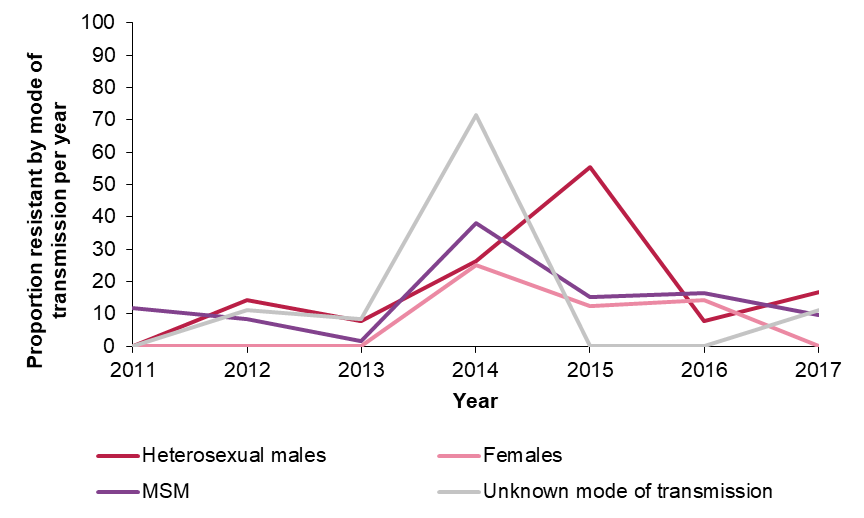 Proportion resistant by mode of
transmission per year
100
90
80
70
60
50
40
30
20
10
0
2011 2012 2013 2014 2015 2016 2017
Year
Heterosexual males Females
MSM Unknown mode of transmission